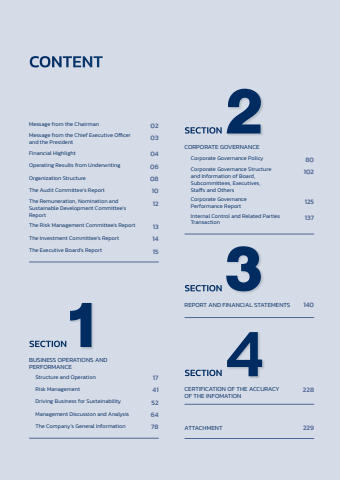 CONTENT
Message from the Chairman 02
Message from the Chief Executive Officer
and the President 03
Financial Highlight 04
Operating Results from Underwriting 06
Organization Structure 08
The Audit Committee's Report 10
The Remuneration, Nomination and
Sustainable Development Committee's
Report 12
The Risk Management Committee's Report 13
The Investment Committee's Report 14
The Executive Board's Report 15
SECTION 1
BUSINESS OPERATIONS AND
PERFORMANCE
Structure and Operation 17
Risk Management 41
Driving Business for Sustainability 52
Management Discussion and Analysis 64
The Company's General Information 78
SECTION 2
CORPORATE GOVERNANCE
Corporate Governance Policy 80
Corporate Governance Structure 102
and Information of Board,
Subcommittees, Executives,
Staffs and Others
Corporate Governance 125
Performance Report
Internal Control and Related Parties 137
Transaction
SECTION 3
REPORT AND FINANCIAL STATEMENTS 140
SECTION 4
CERTIFICATION OF THE ACCURACY 228
OF THE INFOMATION
ATTACHMENT 229